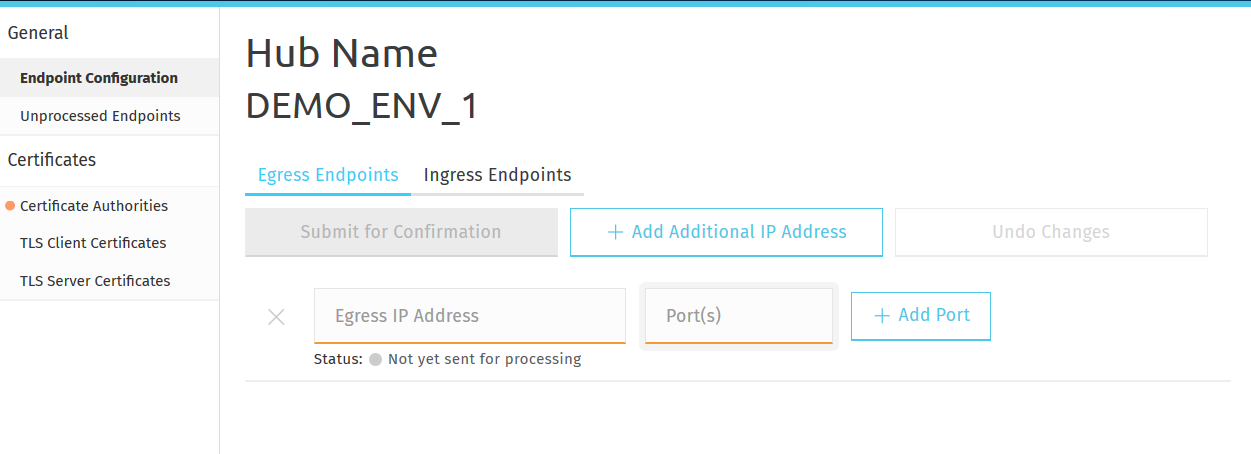 General
Endpoint Configuration
Unprocessed Endpoints
Certificates
Certificate Authorities
TLS Client Certificates
TLS Server Certificates
Hub Name
DEMO_ENV_1
Egress Endpoints Ingress Endpoints
Submit for Confirmation + Add Additional IP Address Undo Changes
Egress IP Address Port(s) + Add Port
Status: Not yet sent for processing